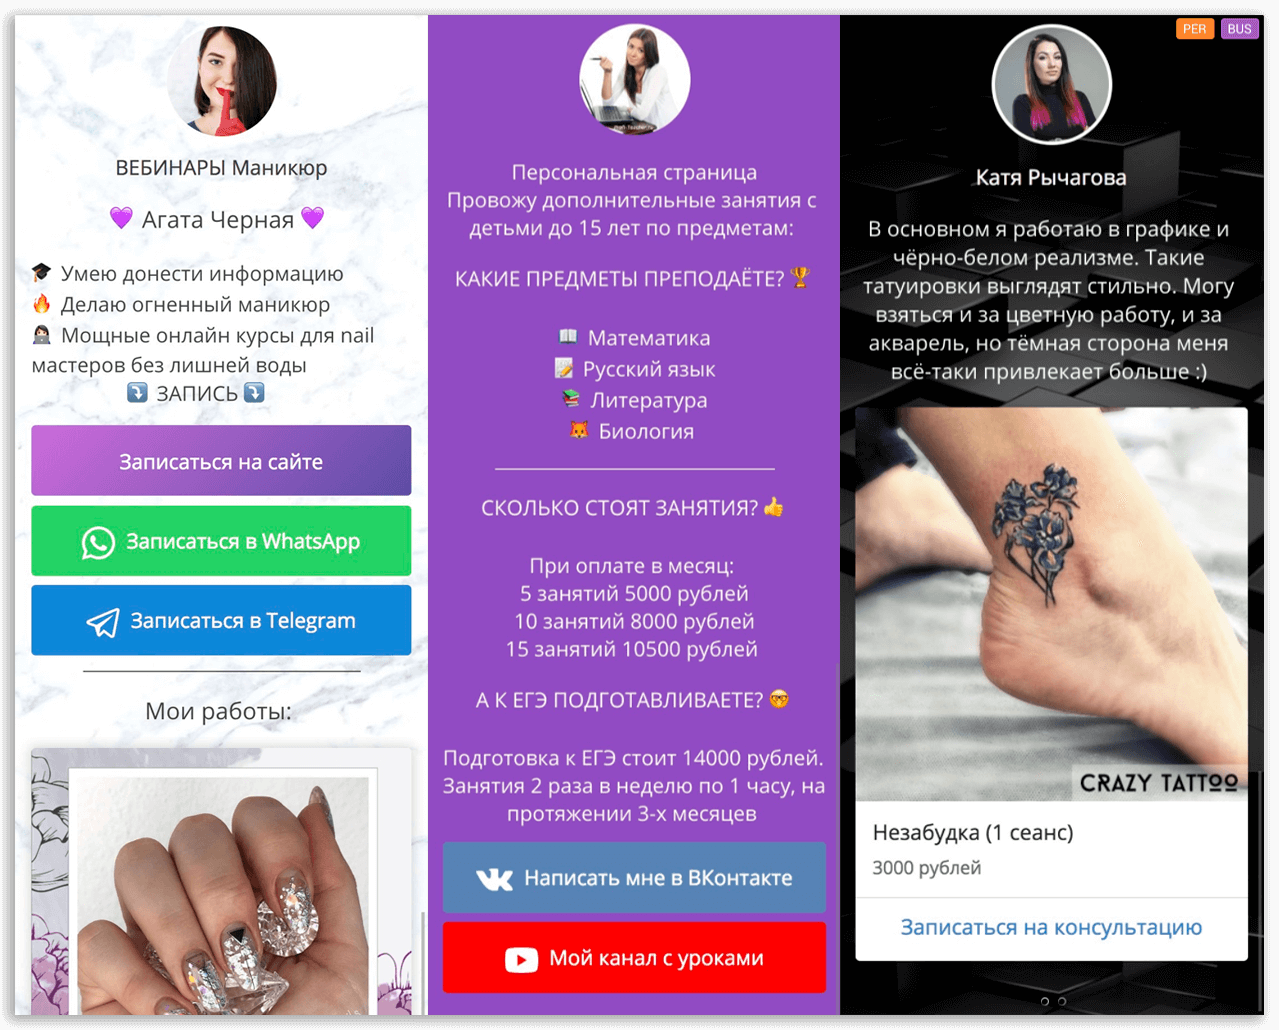 ВЕБИНАРЫ Маникюр
💜 Агата Черная 💜
🎓 Умею донести информацию
🔥 Делаю огненный маникюр
👩🏻‍💻 Мощные онлайн курсы для nail
мастеров без лишней воды
⤵️ ЗАПИСЬ ⤵️
Записаться на сайте
Записаться в WhatsApp
Записаться в Telegram
Мои работы:
Персональная страница
Провожу дополнительные занятия с
детьми до 15 лет по предметам:
КАКИЕ ПРЕДМЕТЫ ПРЕПОДАЁТЕ? 🏆
📖 Математика
📝 Русский язык
📚 Литература
🦊 Биология
СКОЛЬКО СТОЯТ ЗАНЯТИЯ? 👍
При оплате в месяц:
5 занятий 5000 рублей
10 занятий 8000 рублей
15 занятий 10500 рублей
А К ЕГЭ ПОДГОТАВЛИВАЕТЕ? 🤓
Подготовка к ЕГЭ стоит 14000 рублей.
Занятия 2 раза в неделю по 1 часу, на
протяжении 3-х месяцев
Написать мне в ВКонтакте
Мой канал с уроками
PER BUS
Катя Рычагова
В основном я работаю в графике и
чёрно-белом реализме. Такие
татуировки выглядят стильно. Могу
взяться и за цветную работу, и за
акварель, но тёмная сторона меня
всё-таки привлекает больше :)
CRAZY TATTOO
Незабудка (1 сеанс)
3000 рублей
Записаться на консультацию